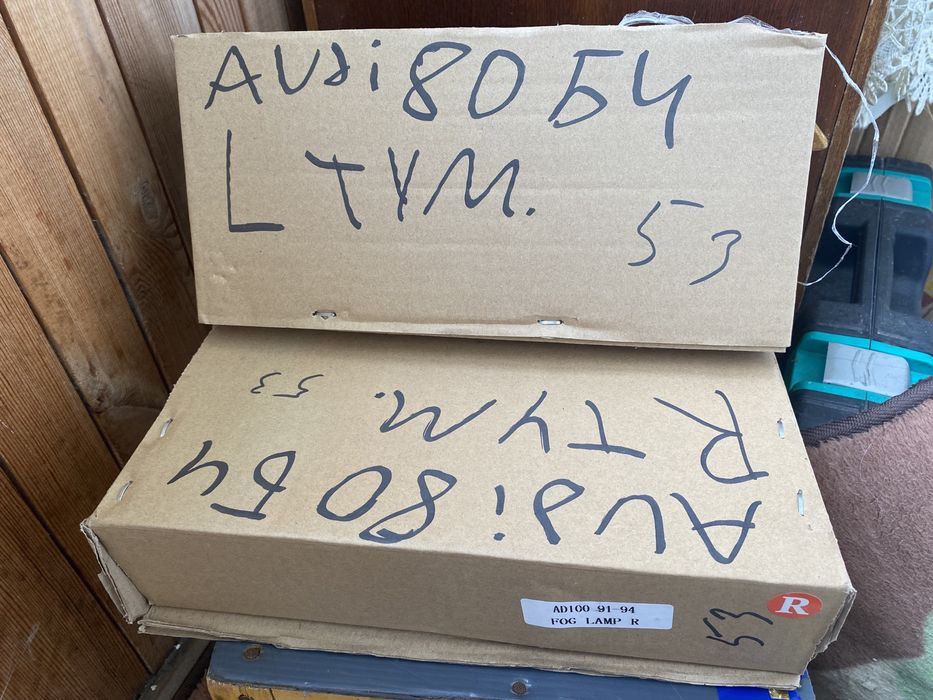 AUdi 80 Б4
L ТУМ.
53
R ТУМ.
53
AUdi 80 Б4
AD100 91-94
FOG LAMP R
53
R